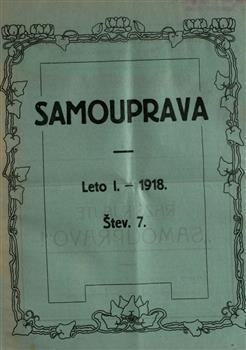 SAMOUPRAVA
Leto I. – 1918.
Štev. 7.